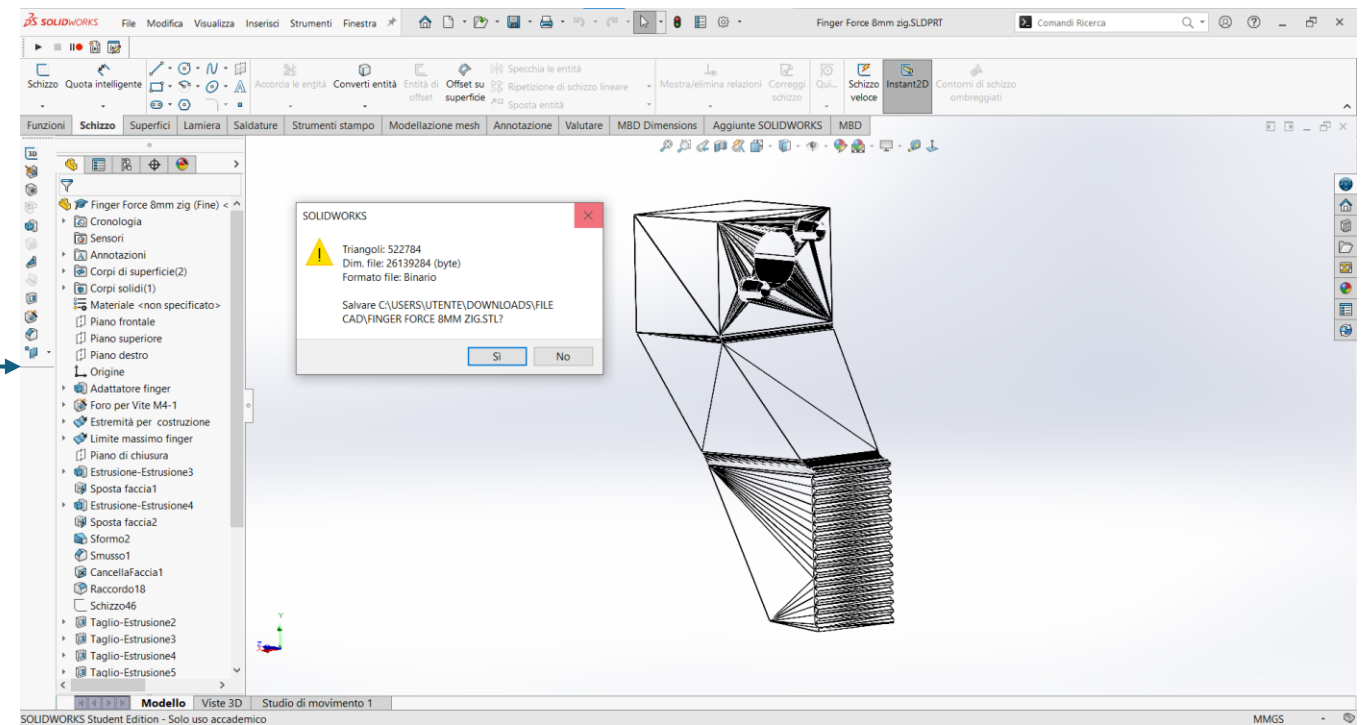 SOLIDWORKS File Modifica Visualizza Inserisci Strumenti Finestra Finger Force 8mm zig.SLDPRT Comandi Ricerca
Schizzo Quota intelligente Accorcia le entità Converti entità Entità di offset Offset su superficie Specchia le entità Ripetizione di schizzo lineare Sposta entità Mostra/elimina relazioni Correggi schizzo Qui... Schizzo veloce Instant2D Contorni di schizzo ombreggiati
Funzioni Schizzo Superfici Lamiera Saldature Strumenti stampo Modellazione mesh Annotazione Valutare MBD Dimensions Aggiunte SOLIDWORKS MBD
Finger Force 8mm zig (Fine) <
Cronologia
Sensori
Annotazioni
Corpi di superficie(2)
Corpi solidi(1)
Materiale <non specificato>
Piano frontale
Piano superiore
Piano destro
Origine
Adattatore finger
Foro per Vite M4-1
Estremità per costruzione
Limite massimo finger
Piano di chiusura
Estrusione-Estrusione3
Sposta faccia1
Estrusione-Estrusione4
Sposta faccia2
Sformo2
Smusso1
CancellaFaccia1
Raccordo18
Schizzo46
Taglio-Estrusione2
Taglio-Estrusione3
Taglio-Estrusione4
Taglio-Estrusione5
SOLIDWORKS
Triangoli: 522784
Dim. file: 26139284 (byte)
Formato file: Binario
Salvare C:\USERS\UTENTE\DOWNLOADS\FILE
CAD\FINGER FORCE 8MM ZIG.STL?
Sì No
Y
Z
Modello Viste 3D Studio di movimento 1
SOLIDWORKS Student Edition - Solo uso accademico MMGS